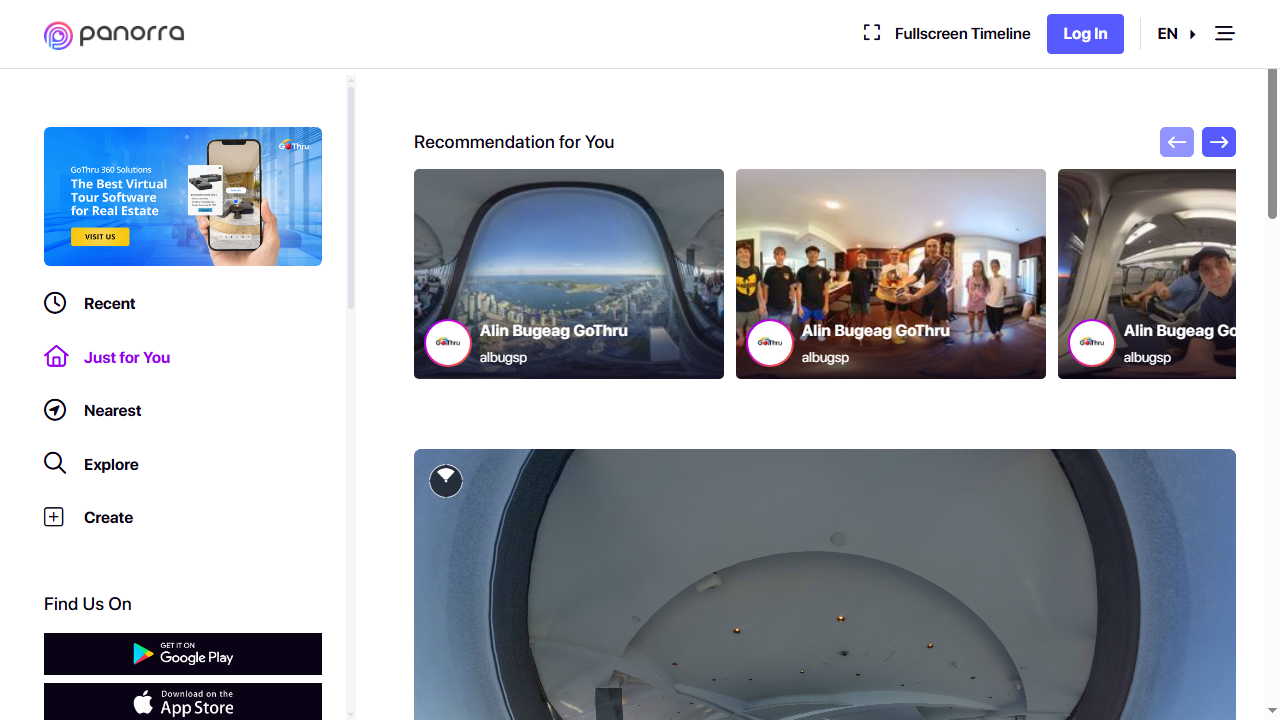 panorra
Fullscreen Timeline
Log In
EN
GoThru
GoThru 360 Solutions
The Best Virtual
Tour Software
for Real Estate
VISIT US
Recent
Just for You
Nearest
Explore
Create
Find Us On
GET IT ON
Google Play
Download on the
App Store
Recommendation for You
GoThru
Alin Bugeag GoThru
albugsp
GoThru
Alin Bugeag GoThru
albugsp
GoThru
Alin Bugeag Go
albugsp